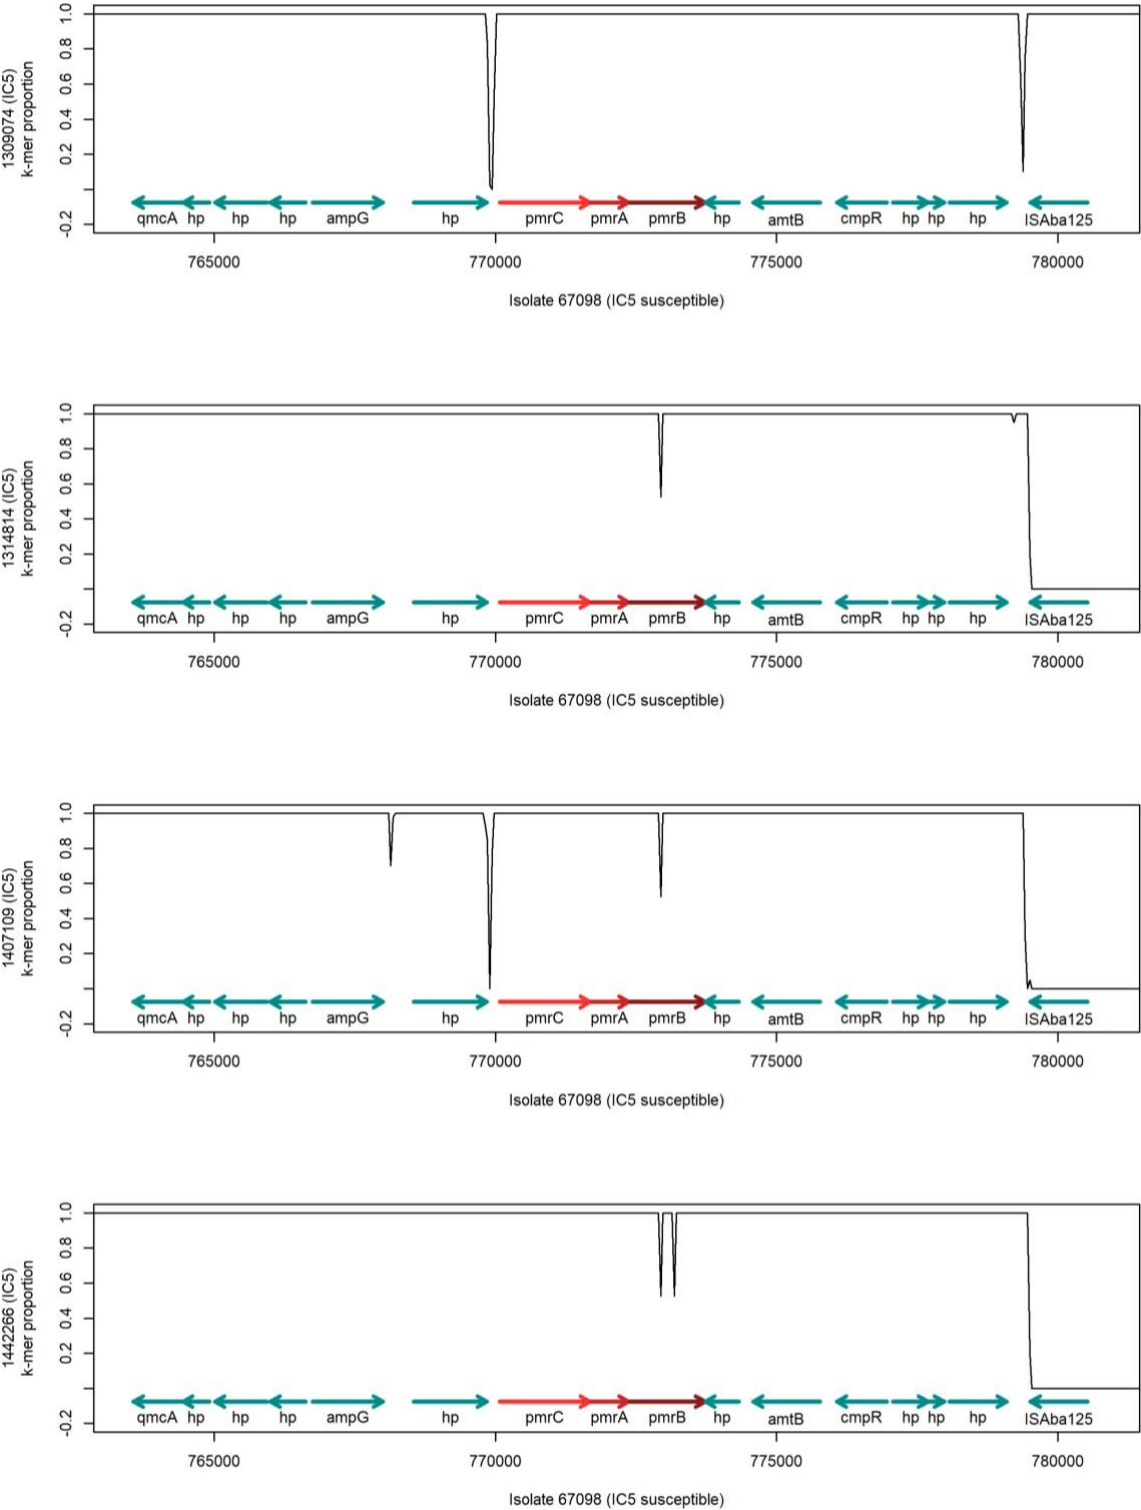 1309074 (IC5)
k-mer proportion
1.0
0.8
0.6
0.4
0.2
-0.2
qmcA hp hp hp ampG hp pmrC pmrA pmrB hp amtB cmpR hp hp hp ISAba125
765000 770000 775000 780000
Isolate 67098 (IC5 susceptible)
1314814 (IC5)
k-mer proportion
1.0
0.8
0.6
0.4
0.2
-0.2
qmcA hp hp hp ampG hp pmrC pmrA pmrB hp amtB cmpR hp hp hp ISAba125
765000 770000 775000 780000
Isolate 67098 (IC5 susceptible)
1407109 (IC5)
k-mer proportion
1.0
0.8
0.6
0.4
0.2
-0.2
qmcA hp hp hp ampG hp pmrC pmrA pmrB hp amtB cmpR hp hp hp ISAba125
765000 770000 775000 780000
Isolate 67098 (IC5 susceptible)
1442266 (IC5)
k-mer proportion
1.0
0.8
0.6
0.4
0.2
-0.2
qmcA hp hp hp ampG hp pmrC pmrA pmrB hp amtB cmpR hp hp hp ISAba125
765000 770000 775000 780000
Isolate 67098 (IC5 susceptible)